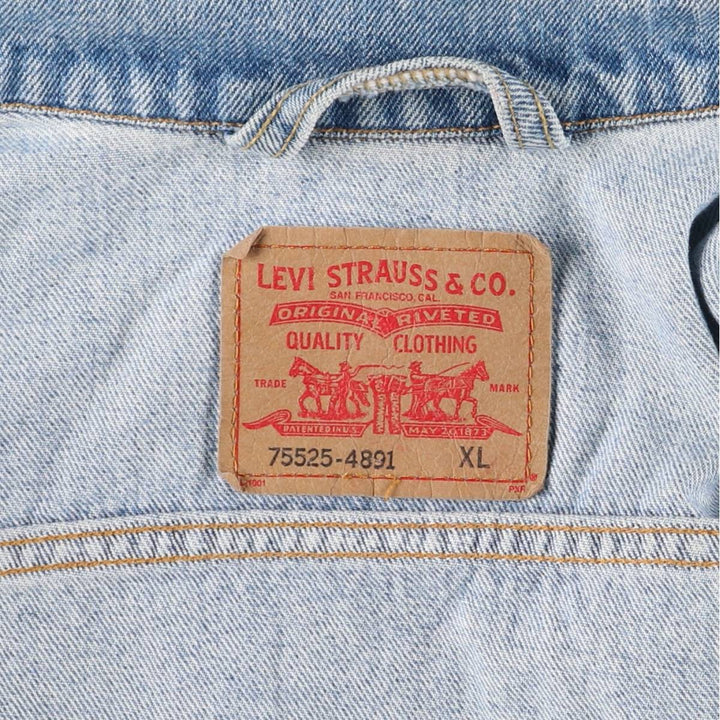 LEVI STRAUSS & CO.
SAN FRANCISCO, CAL.
ORIGINAL RIVETED
QUALITY CLOTHING
TRADE MARK
PATENTED IN U.S. MAY 20 1873
75525-4891 XL